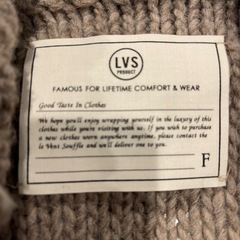 LVS
PRODUCT
FAMOUS FOR LIFETIME COMFORT & WEAR
Good Taste In Clothes
We hope you'll enjoy wrapping yourself in the luxury of this
clothes while you're visiting with us. If you wish to purchase
a new clothes worn anywhere anytime. please contact the
le Vent Souffle and we'll deliver one to you.
F